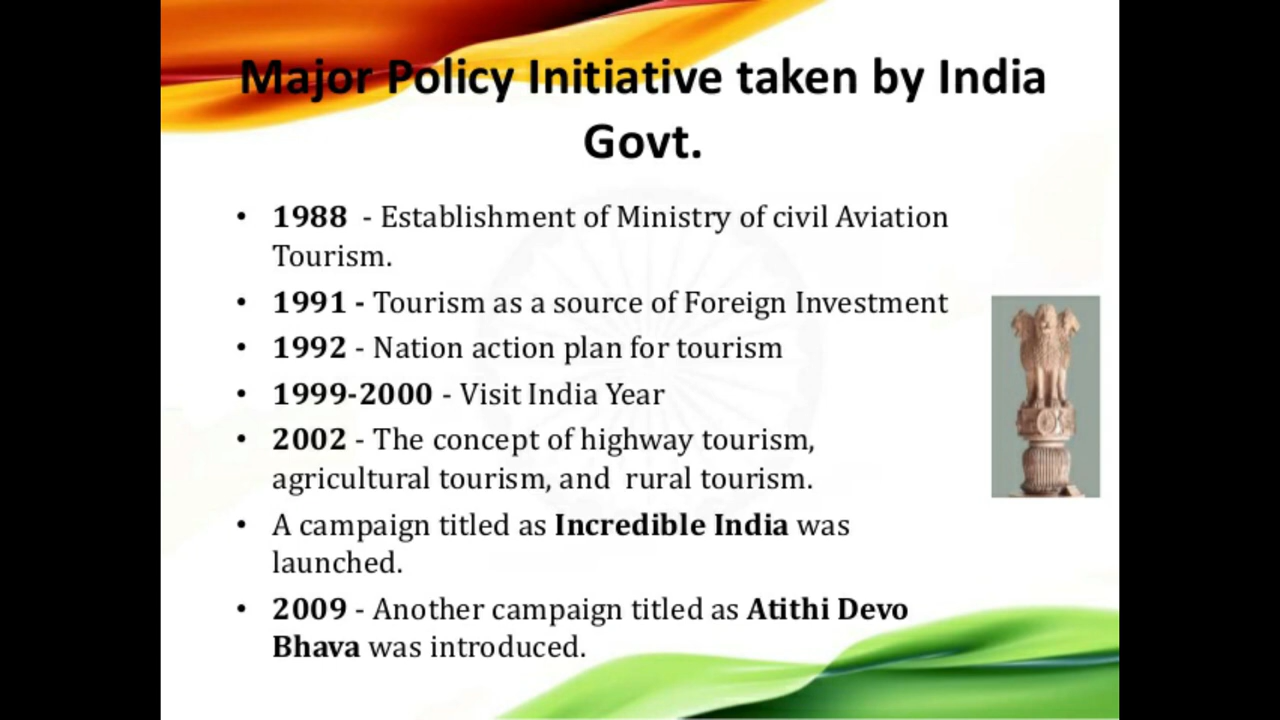 Major Policy Initiative taken by India
Govt.
• 1988 - Establishment of Ministry of civil Aviation
Tourism.
• 1991 - Tourism as a source of Foreign Investment
• 1992 - Nation action plan for tourism
• 1999-2000 - Visit India Year
• 2002 - The concept of highway tourism,
agricultural tourism, and rural tourism.
• A campaign titled as Incredible India was
launched.
• 2009 - Another campaign titled as Atithi Devo
Bhava was introduced.